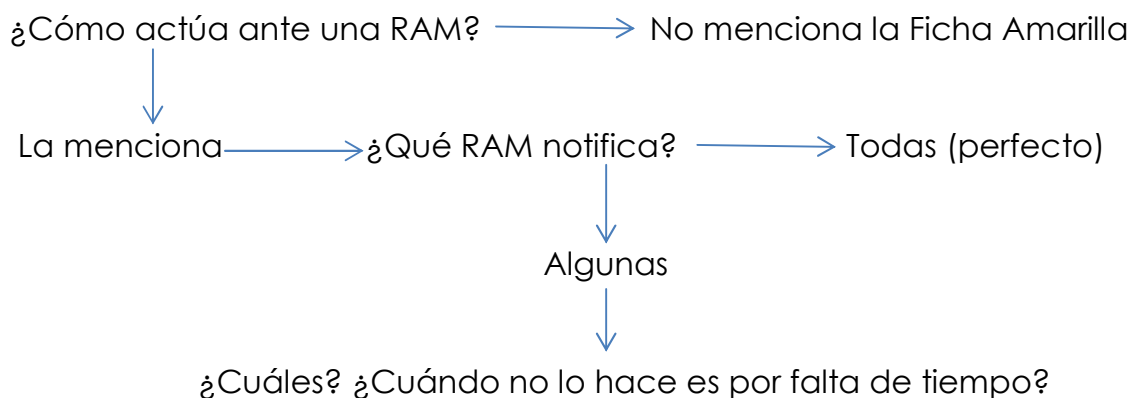 ¿Cómo actúa ante una RAM? No menciona la Ficha Amarilla
La menciona ¿Qué RAM notifica? Todas (perfecto)
Algunas
¿Cuáles? ¿Cuándo no lo hace es por falta de tiempo?